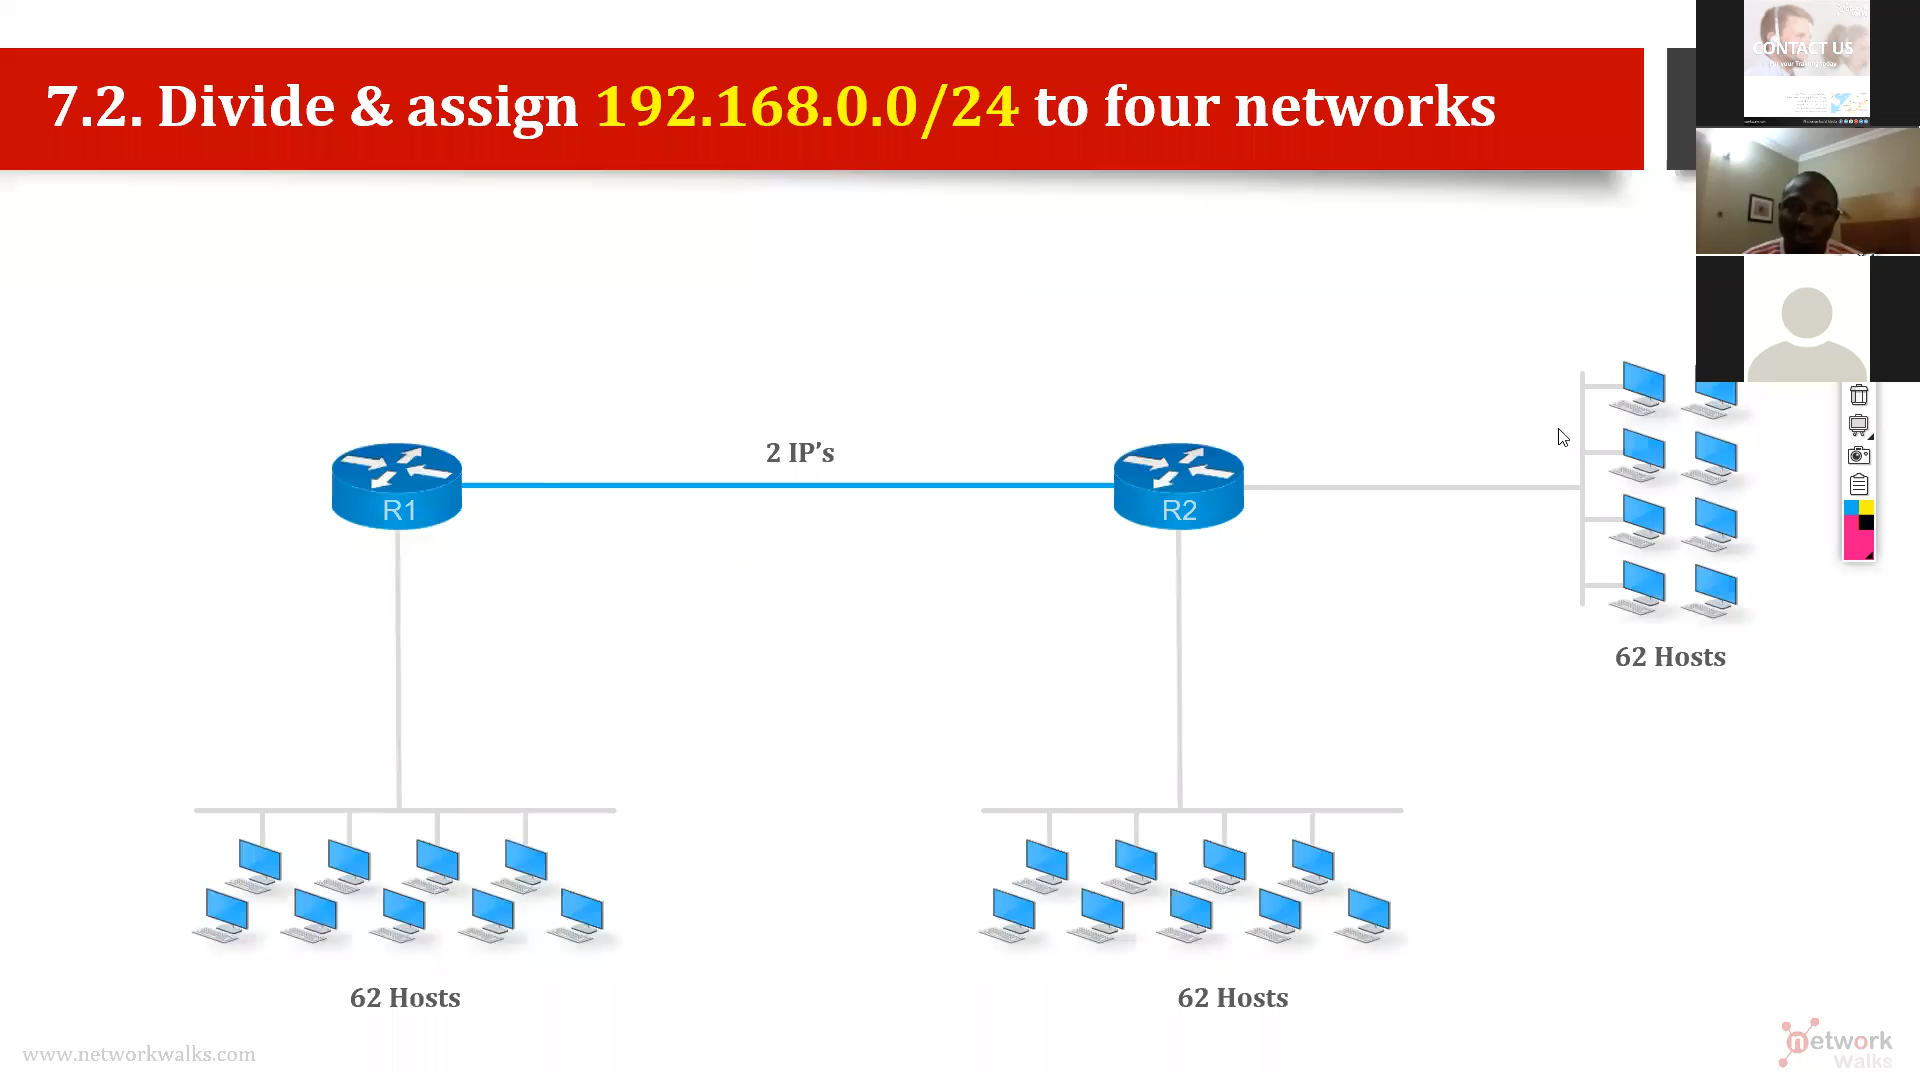 7.2. Divide & assign 192.168.0.0/24 to four networks
CONTACT US
2 IP’s
R1
R2
62 Hosts
62 Hosts
62 Hosts
www.networkwalks.com
network
Walks